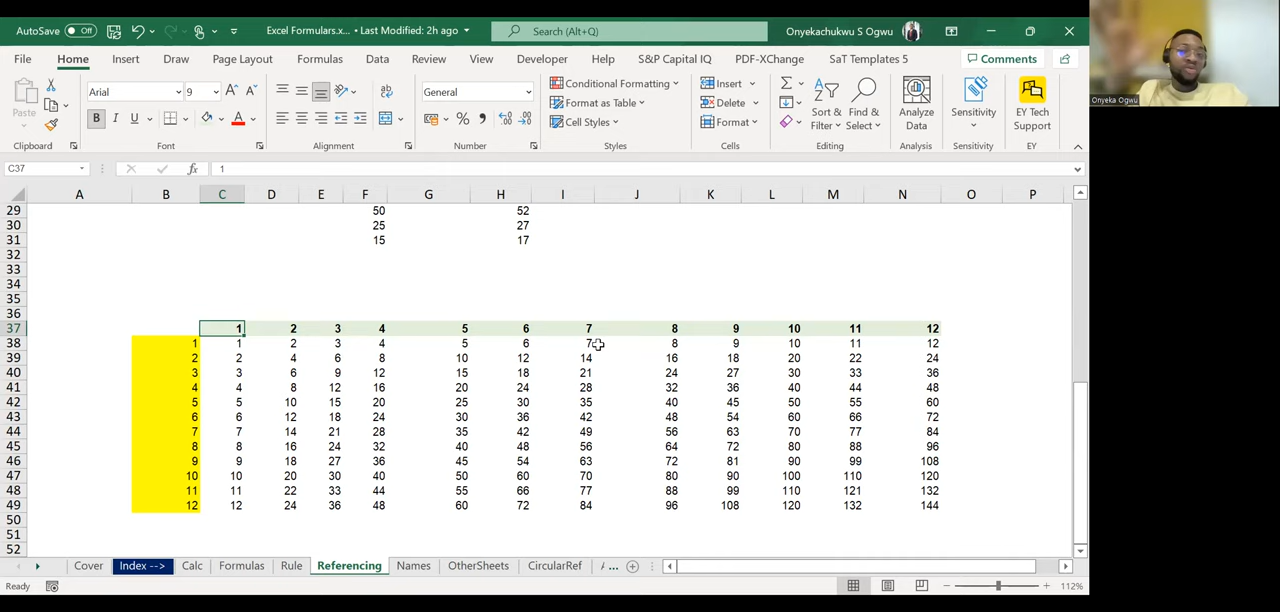 AutoSave Off Excel Formulars.x... • Last Modified: 2h ago Search (Alt+Q) Onyekachukwu S Ogwu
File Home Insert Draw Page Layout Formulas Data Review View Developer Help S&P Capital IQ PDF-XChange SaT Templates 5 Comments
Onyeka Ogwu
Paste Arial 9 A A ab General Conditional Formatting Insert Σ
Format as Table Delete
B I U A % Cell Styles Format
Sort & Filter Find & Select Analyze Data Sensitivity EY Tech Support
Clipboard Font Alignment Number Styles Cells Editing Analysis Sensitivity EY
C37 fx 1
A B C D E F G H I J K L M N O P
29 50 52
30 25 27
31 15 17
32
33
34
35
36
37 1 2 3 4 5 6 7 8 9 10 11 12
38 1 1 2 3 4 5 6 7 8 9 10 11 12
39 2 2 4 6 8 10 12 14 16 18 20 22 24
40 3 3 6 9 12 15 18 21 24 27 30 33 36
41 4 4 8 12 16 20 24 28 32 36 40 44 48
42 5 5 10 15 20 25 30 35 40 45 50 55 60
43 6 6 12 18 24 30 36 42 48 54 60 66 72
44 7 7 14 21 28 35 42 49 56 63 70 77 84
45 8 8 16 24 32 40 48 56 64 72 80 88 96
46 9 9 18 27 36 45 54 63 72 81 90 99 108
47 10 10 20 30 40 50 60 70 80 90 100 110 120
48 11 11 22 33 44 55 66 77 88 99 110 121 132
49 12 12 24 36 48 60 72 84 96 108 120 132 144
50
51
52
Cover Index --> Calc Formulas Rule Referencing Names OtherSheets CircularRef ...
Ready 112%